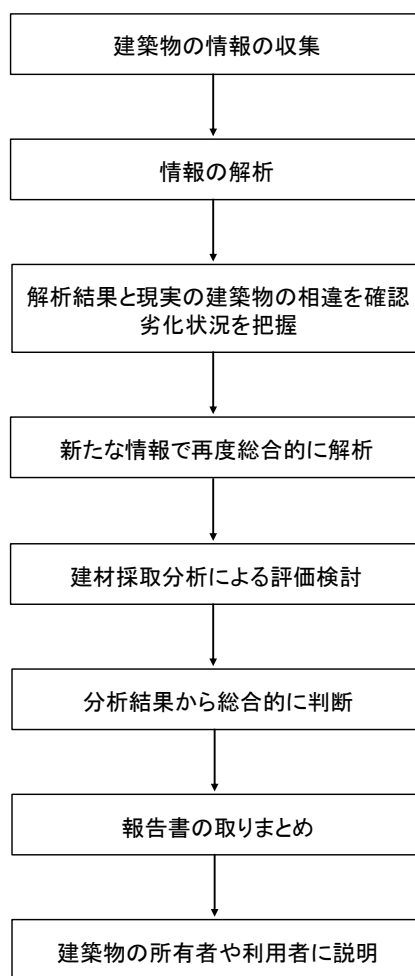 建築物の情報の収集
情報の解析
解析結果と現実の建築物の相違を確認
劣化状況を把握
新たな情報で再度総合的に解析
建材採取分析による評価検討
分析結果から総合的に判断
報告書の取りまとめ
建築物の所有者や利用者に説明